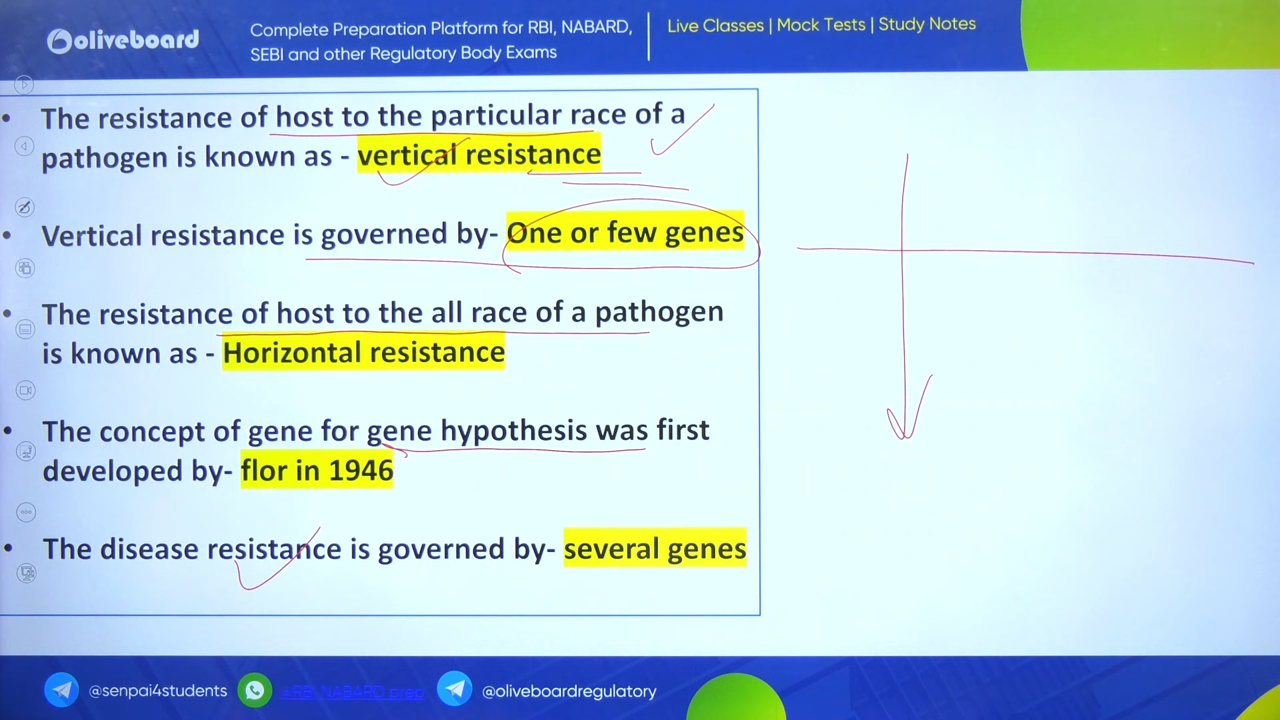 oliveboard
Complete Preparation Platform for RBI, NABARD,
SEBI and other Regulatory Body Exams
Live Classes | Mock Tests | Study Notes
• The resistance of host to the particular race of a
pathogen is known as - vertical resistance
• Vertical resistance is governed by- One or few genes
• The resistance of host to the all race of a pathogen
is known as - Horizontal resistance
• The concept of gene for gene hypothesis was first
developed by- flor in 1946
• The disease resistance is governed by- several genes
@senpai4students
RBI NABARD prep
@oliveboardregulatory